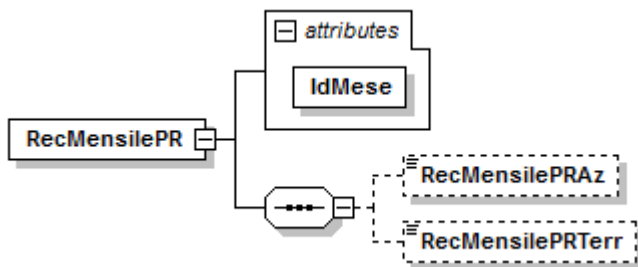 attributes
IdMese
RecMensilePR
RecMensilePRAz
RecMensilePRTerr